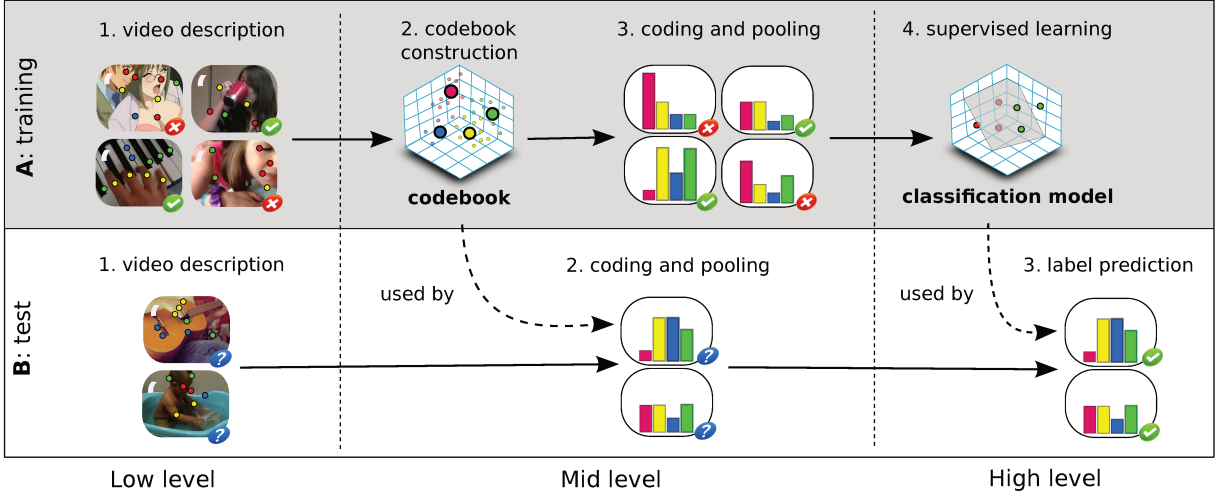 1. video description
2. codebook
construction
3. coding and pooling
4. supervised learning
A: training
codebook
classification model
1. video description
2. coding and pooling
3. label prediction
used by
used by
B: test
?
?
?
?
Low level
Mid level
High level